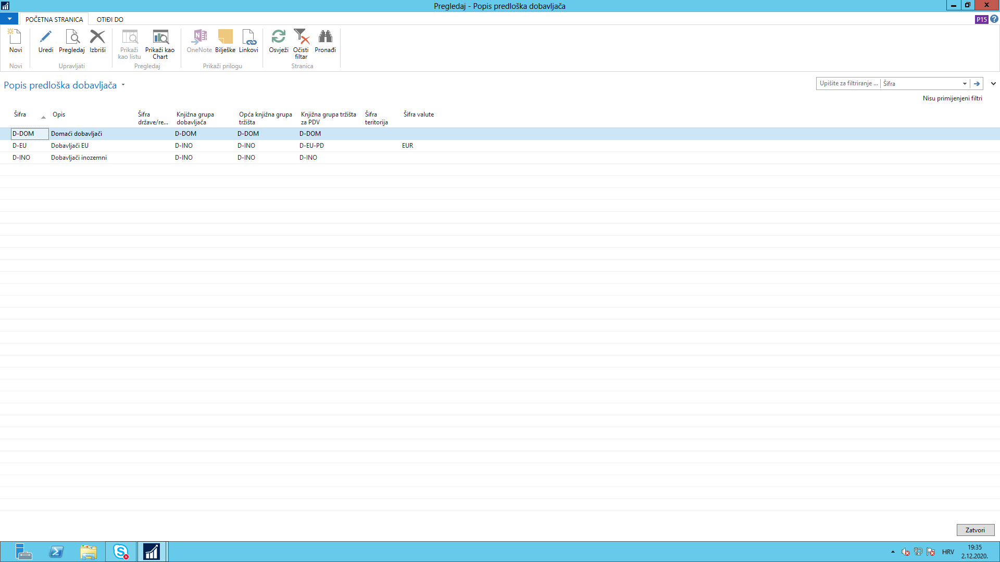 Pregledaj - Popis predloška dobavljača
POČETNA STRANICA OTIĐI DO
P15
Novi
Uredi Pregledaj Izbriši
Prikaži kao listu
Prikaži kao Chart
OneNote Bilješke Linkovi
Osvježi Očisti filtar Pronađi
Novi Upravljati Pregledaj Prikaži prilogu Stranica
Popis predloška dobavljača
Upišite za filtriranje ... Šifra
Nisu primijenjeni filtri
Šifra Opis Šifra države/re... Knjižna grupa dobavljača Opća knjižna grupa tržišta Knjižna grupa tržišta za PDV Šifra teritorija Šifra valute
D-DOM Domaći dobavljači D-DOM D-DOM D-DOM
D-EU Dobavljači EU D-INO D-INO D-EU-PD EUR
D-INO Dobavljači inozemni D-INO D-INO D-INO
Zatvori
HRV
19:35
2.12.2020.